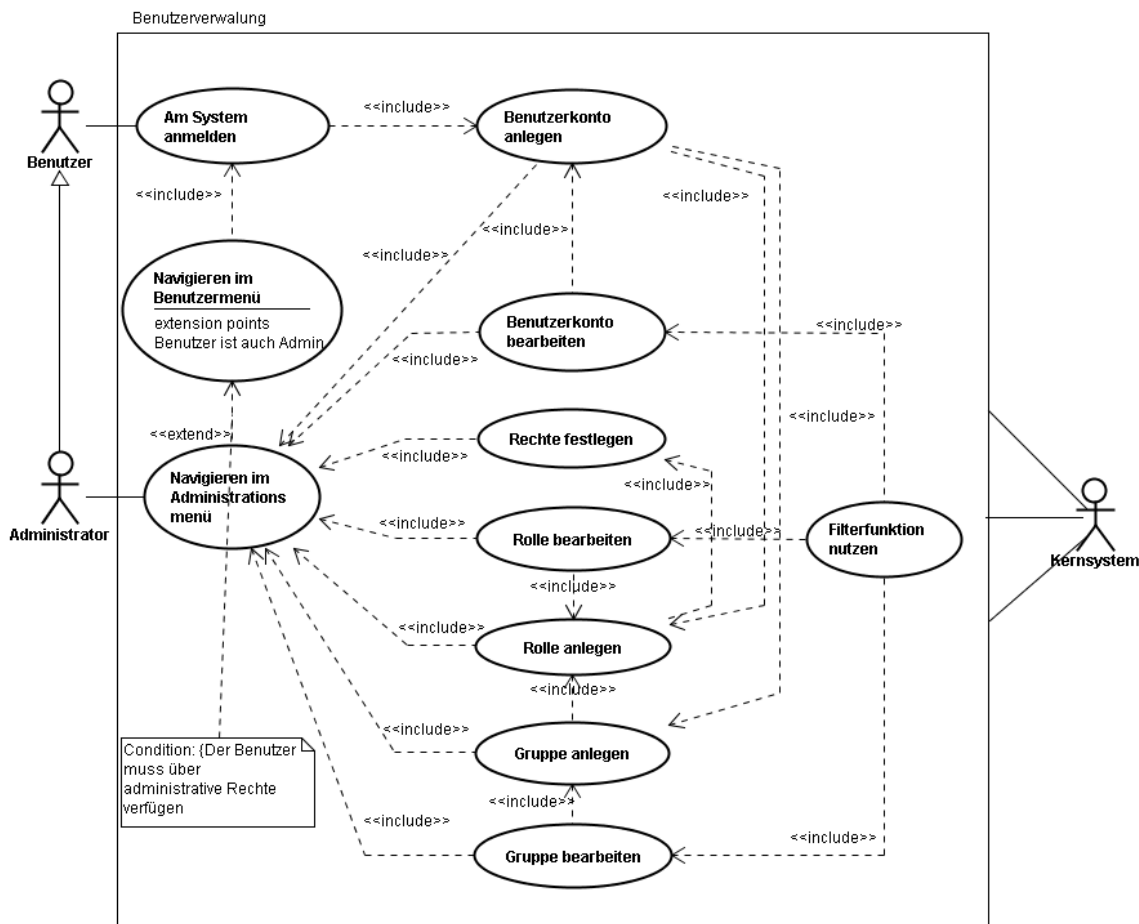 Benutzerverwalung
Benutzer
Am System
anmelden
<<include>>
Benutzerkonto
anlegen
<<include>>
<<include>>
<<include>>
<<include>>
Navigieren im
Benutzermenü
extension points
Benutzer ist auch Admin
Benutzerkonto
bearbeiten
<<include>>
<<include>>
<<include>>
<<extend>>
Rechte festlegen
<<include>>
<<include>>
Navigieren im
Administrations
menü
Administrator
<<include>>
Rolle bearbeiten
<<include>>
Filterfunktion
nutzen
Kernsystem
<<include>>
<<include>>
Rolle anlegen
<<include>>
<<include>>
Gruppe anlegen
Condition: {Der Benutzer
muss über
administrative Rechte
verfügen
<<include>>
<<include>>
<<include>>
Gruppe bearbeiten